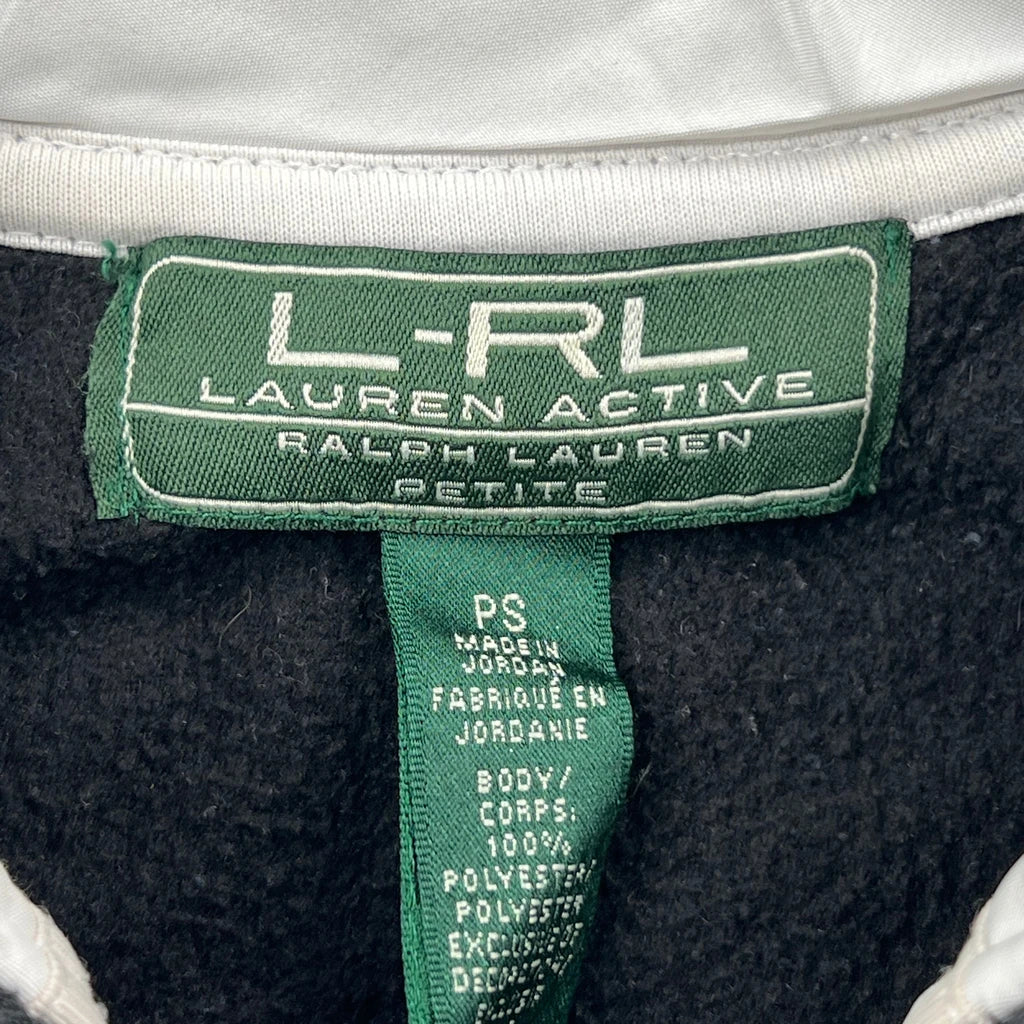 L-RL
LAUREN ACTIVE
RALPH LAUREN
PETITE
PS
MADE IN
JORDAN
FABRIQUÉ EN
JORDANIE
BODY/
CORPS:
100%
POLYESTER/
POLYESTER